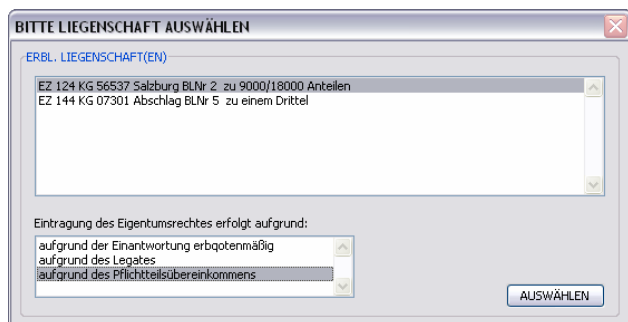 BITTE LIEGENSCHAFT AUSWÄHLEN
ERBL. LIEGENSCHAFT(EN)
EZ 124 KG 56537 Salzburg BLNr 2 zu 9000/18000 Anteilen
EZ 144 KG 07301 Abschlag BLNr 5 zu einem Drittel
Eintragung des Eigentumsrechtes erfolgt aufgrund:
aufgrund der Einantwortung erbqotenmäßig
aufgrund des Legates
aufgrund des Pflichtteilsübereinkommens
AUSWÄHLEN